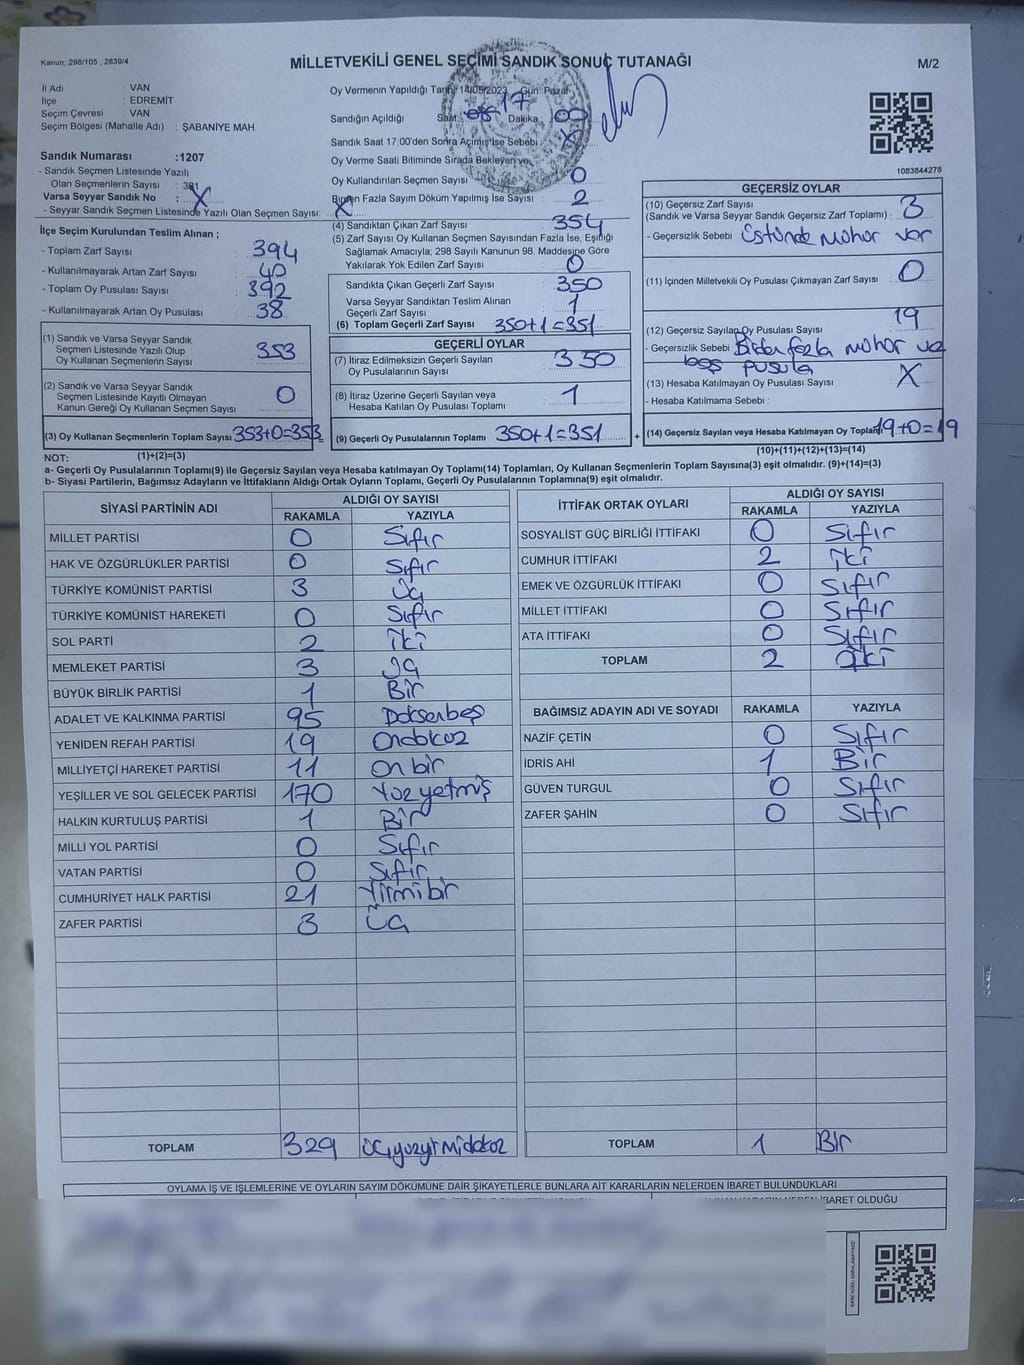 Kanun; 298/105 , 2839/4
MİLLETVEKİLİ GENEL SEÇİMİ SANDIK SONUÇ TUTANAĞI
M/2
İl Adı : VAN
İlçe : EDREMIT
Seçim Çevresi : VAN
Seçim Bölgesi (Mahalle Adı) : ŞABANİYE MAH.
Oy Vermenin Yapıldığı Tarih: 14/05/2023 Gün: Pazar
Sandığın Açıldığı Saat: 17 Dakika 00
Sandık Saat 17.00'den Sonra Açılmış İse Sebebi : X
Oy Verme Saati Bitiminde Sırada Bekleyen ve
Oy Kullandırılan Seçmen Sayısı : 0
Birden Fazla Sayım Döküm Yapılmış İse Sayısı : 2
1083844278
Sandık Numarası :1207
- Sandık Seçmen Listesinde Yazılı
Olan Seçmenlerin Sayısı : 381
Varsa Seyyar Sandık No : X
- Seyyar Sandık Seçmen Listesinde Yazılı Olan Seçmen Sayısı: X
İlçe Seçim Kurulundan Teslim Alınan ;
- Toplam Zarf Sayısı : 394
- Kullanılmayarak Artan Zarf Sayısı : 40
- Toplam Oy Pusulası Sayısı : 392
- Kullanılmayarak Artan Oy Pusulası : 38
(1) Sandık ve Varsa Seyyar Sandık
Seçmen Listesinde Yazılı Olup
Oy Kullanan Seçmenlerin Sayısı : 353
(2) Sandık ve Varsa Seyyar Sandık
Seçmen Listesinde Kayıtlı Olmayan
Kanun Gereği Oy Kullanan Seçmen Sayısı : 0
(3) Oy Kullanan Seçmenlerin Toplam Sayısı: 353+0=353
(1)+(2)=(3)
(4) Sandıktan Çıkan Zarf Sayısı : 354
(5) Zarf Sayısı Oy Kullanan Seçmen Sayısından Fazla İse, Eşitliği
Sağlamak Amacıyla; 298 Sayılı Kanunun 98. Maddesine Göre
Yakılarak Yok Edilen Zarf Sayısı : 0
Sandıkta Çıkan Geçerli Zarf Sayısı : 350
Varsa Seyyar Sandıktan Teslim Alınan
Geçerli Zarf Sayısı : 1
(6) Toplam Geçerli Zarf Sayısı 350+1=351
GEÇERLİ OYLAR
(7) İtiraz Edilmeksizin Geçerli Sayılan
Oy Pusulalarının Sayısı : 350
(8) İtiraz Üzerine Geçerli Sayılan veya
Hesaba Katılan Oy Pusulası Toplamı : 1
(9) Geçerli Oy Pusulalarının Toplamı 350+1=351 +
GEÇERSİZ OYLAR
(10) Geçersiz Zarf Sayısı
(Sandık ve Varsa Seyyar Sandık Geçersiz Zarf Toplamı) : 3
- Geçersizlik Sebebi : Üstünde mühür var
(11) İçinden Milletvekili Oy Pusulası Çıkmayan Zarf Sayısı : 0
(12) Geçersiz Sayılan Oy Pusulası Sayısı : 19
- Geçersizlik Sebebi : Birden fazla mühür ve
boş pusula
(13) Hesaba Katılmayan Oy Pusulası Sayısı : X
- Hesaba Katılmama Sebebi :
(14) Geçersiz Sayılan veya Hesaba Katılmayan Oy Toplamı 19+0=19
(10)+(11)+(12)+(13)=(14)
NOT:
a- Geçerli Oy Pusulalarının Toplamı(9) ile Geçersiz Sayılan veya Hesaba katılmayan Oy Toplamı(14) Toplamları, Oy Kullanan Seçmenlerin Toplam Sayısına(3) eşit olmalıdır. (9)+(14)=(3)
b- Siyasi Partilerin, Bağımsız Adayların ve İttifakların Aldığı Ortak Oyların Toplamı, Geçerli Oy Pusulalarının Toplamına(9) eşit olmalıdır.
SİYASİ PARTİNİN ADI ALDIĞI OY SAYISI
RAKAMLA YAZIYLA
MİLLET PARTİSİ 0 Sıfır
HAK VE ÖZGÜRLÜKLER PARTİSİ 0 Sıfır
TÜRKİYE KOMÜNİST PARTİSİ 3 Üç
TÜRKİYE KOMÜNİST HAREKETİ 0 Sıfır
SOL PARTİ 2 İki
MEMLEKET PARTİSİ 3 Üç
BÜYÜK BİRLİK PARTİSİ 1 Bir
ADALET VE KALKINMA PARTİSİ 95 Doksanbeş
YENİDEN REFAH PARTİSİ 19 Ondokuz
MİLLİYETÇİ HAREKET PARTİSİ 11 On bir
YEŞİLLER VE SOL GELECEK PARTİSİ 170 Yüzyetmiş
HALKIN KURTULUŞ PARTİSİ 1 Bir
MİLLİ YOL PARTİSİ 0 Sıfır
VATAN PARTİSİ 0 Sıfır
CUMHURİYET HALK PARTİSİ 21 Yirmibir
ZAFER PARTİSİ 3 Üç
TOPLAM 329
İTTİFAK ORTAK OYLARI ALDIĞI OY SAYISI
RAKAMLA YAZIYLA
SOSYALİST GÜÇ BİRLİĞİ İTTİFAKI 0 Sıfır
CUMHUR İTTİFAKI 2 İki
EMEK VE ÖZGÜRLÜK İTTİFAKI 0 Sıfır
MİLLET İTTİFAKI 0 Sıfır
ATA İTTİFAKI 0 Sıfır
TOPLAM 2 İki
BAĞIMSIZ ADAYIN ADI VE SOYADI RAKAMLA YAZIYLA
NAZİF ÇETİN 0 Sıfır
İDRİS AHİ 1 Bir
GÜVEN TURGUL 0 Sıfır
ZAFER ŞAHİN 0 Sıfır
TOPLAM 1 Bir
OYLAMA İŞ VE İŞLEMLERİNE VE OYLARIN SAYIM DÖKÜMÜNE DAİR ŞİKAYETLERLE BUNLARA AİT KARARLARIN NELERDEN İBARET BULUNDUKLARI
İBARET OLDUĞU